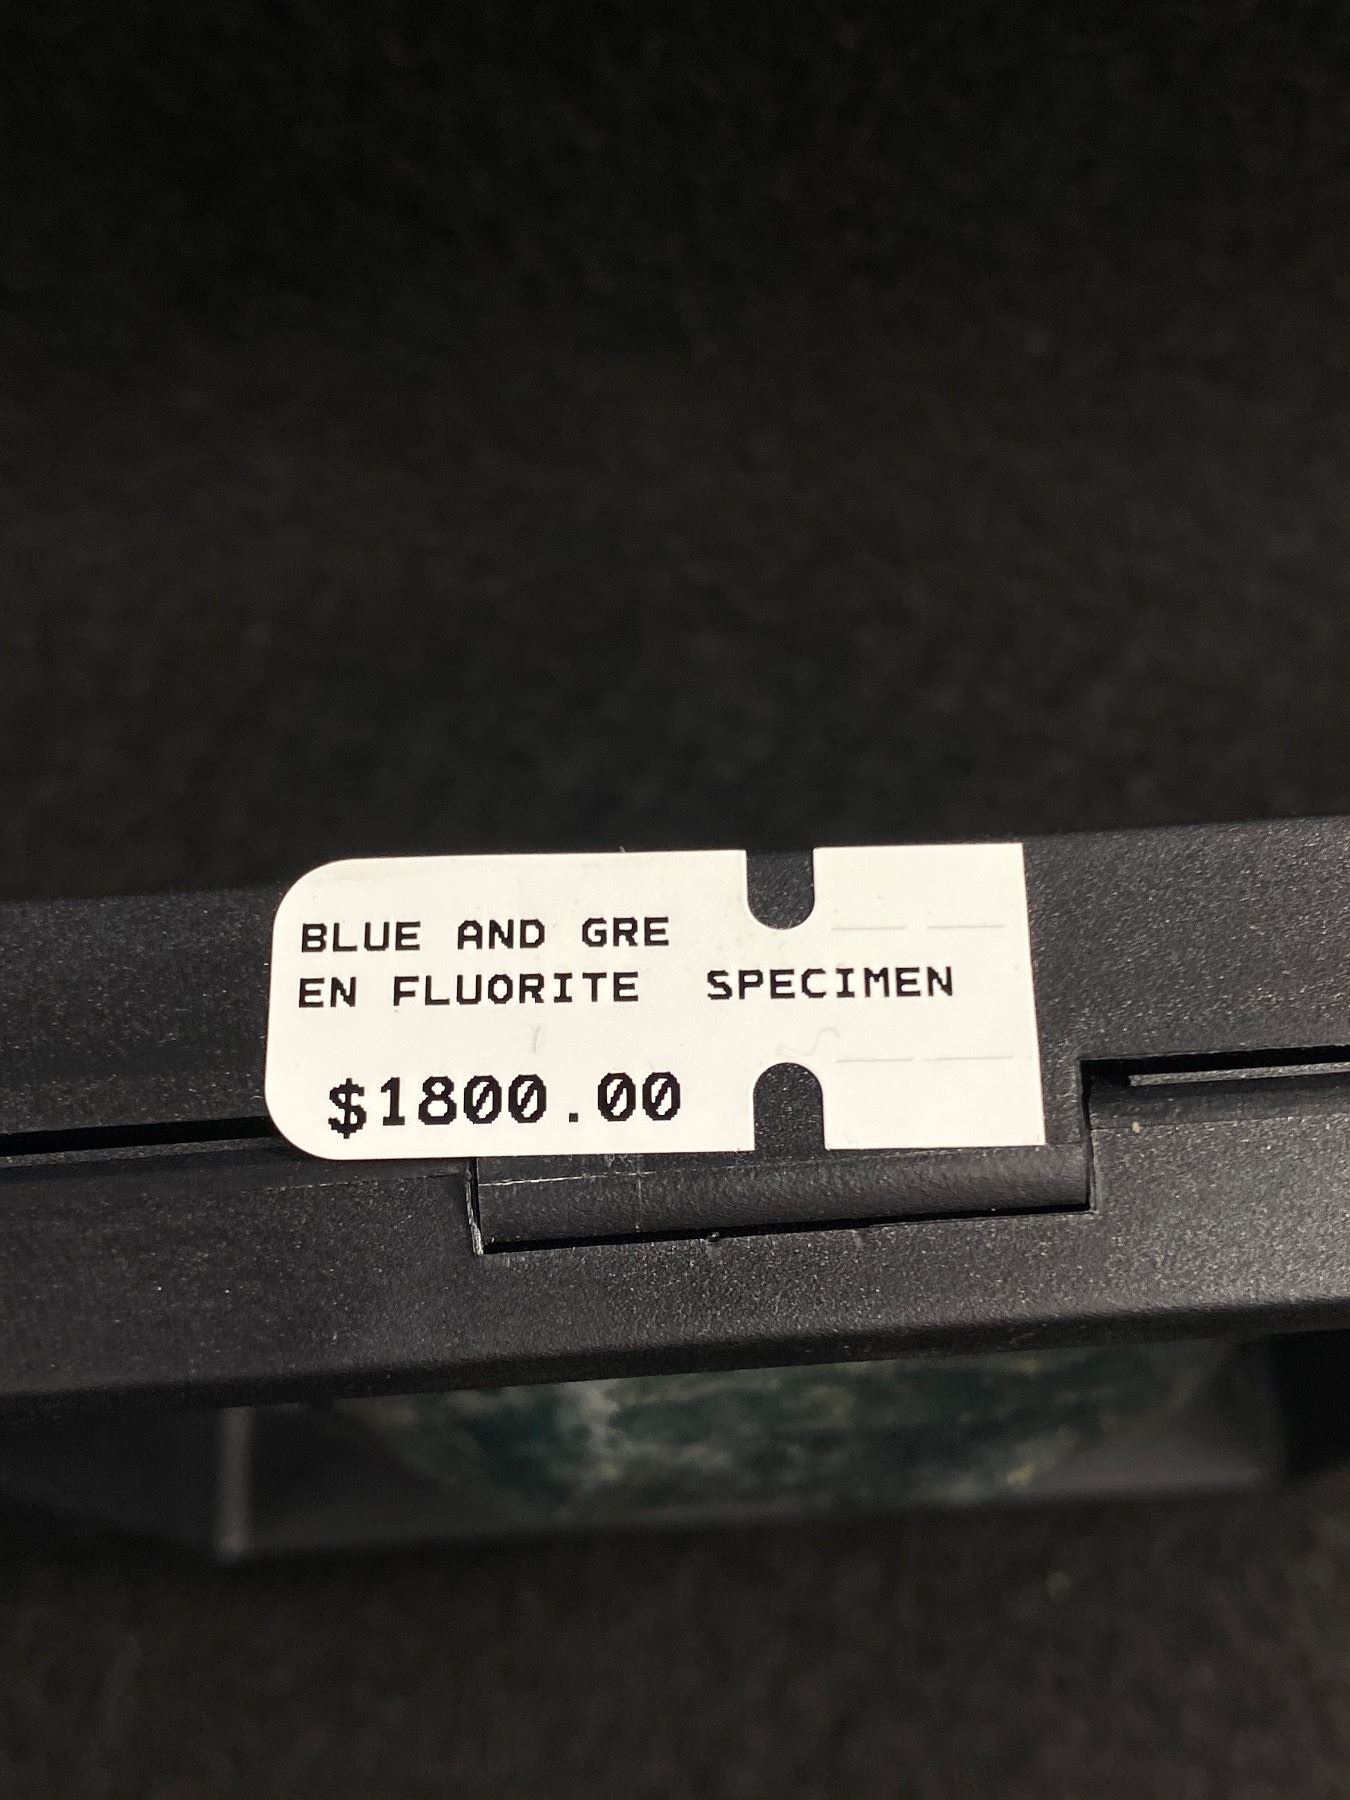 BLUE AND GRE
EN FLUORITE SPECIMEN
$1800.00